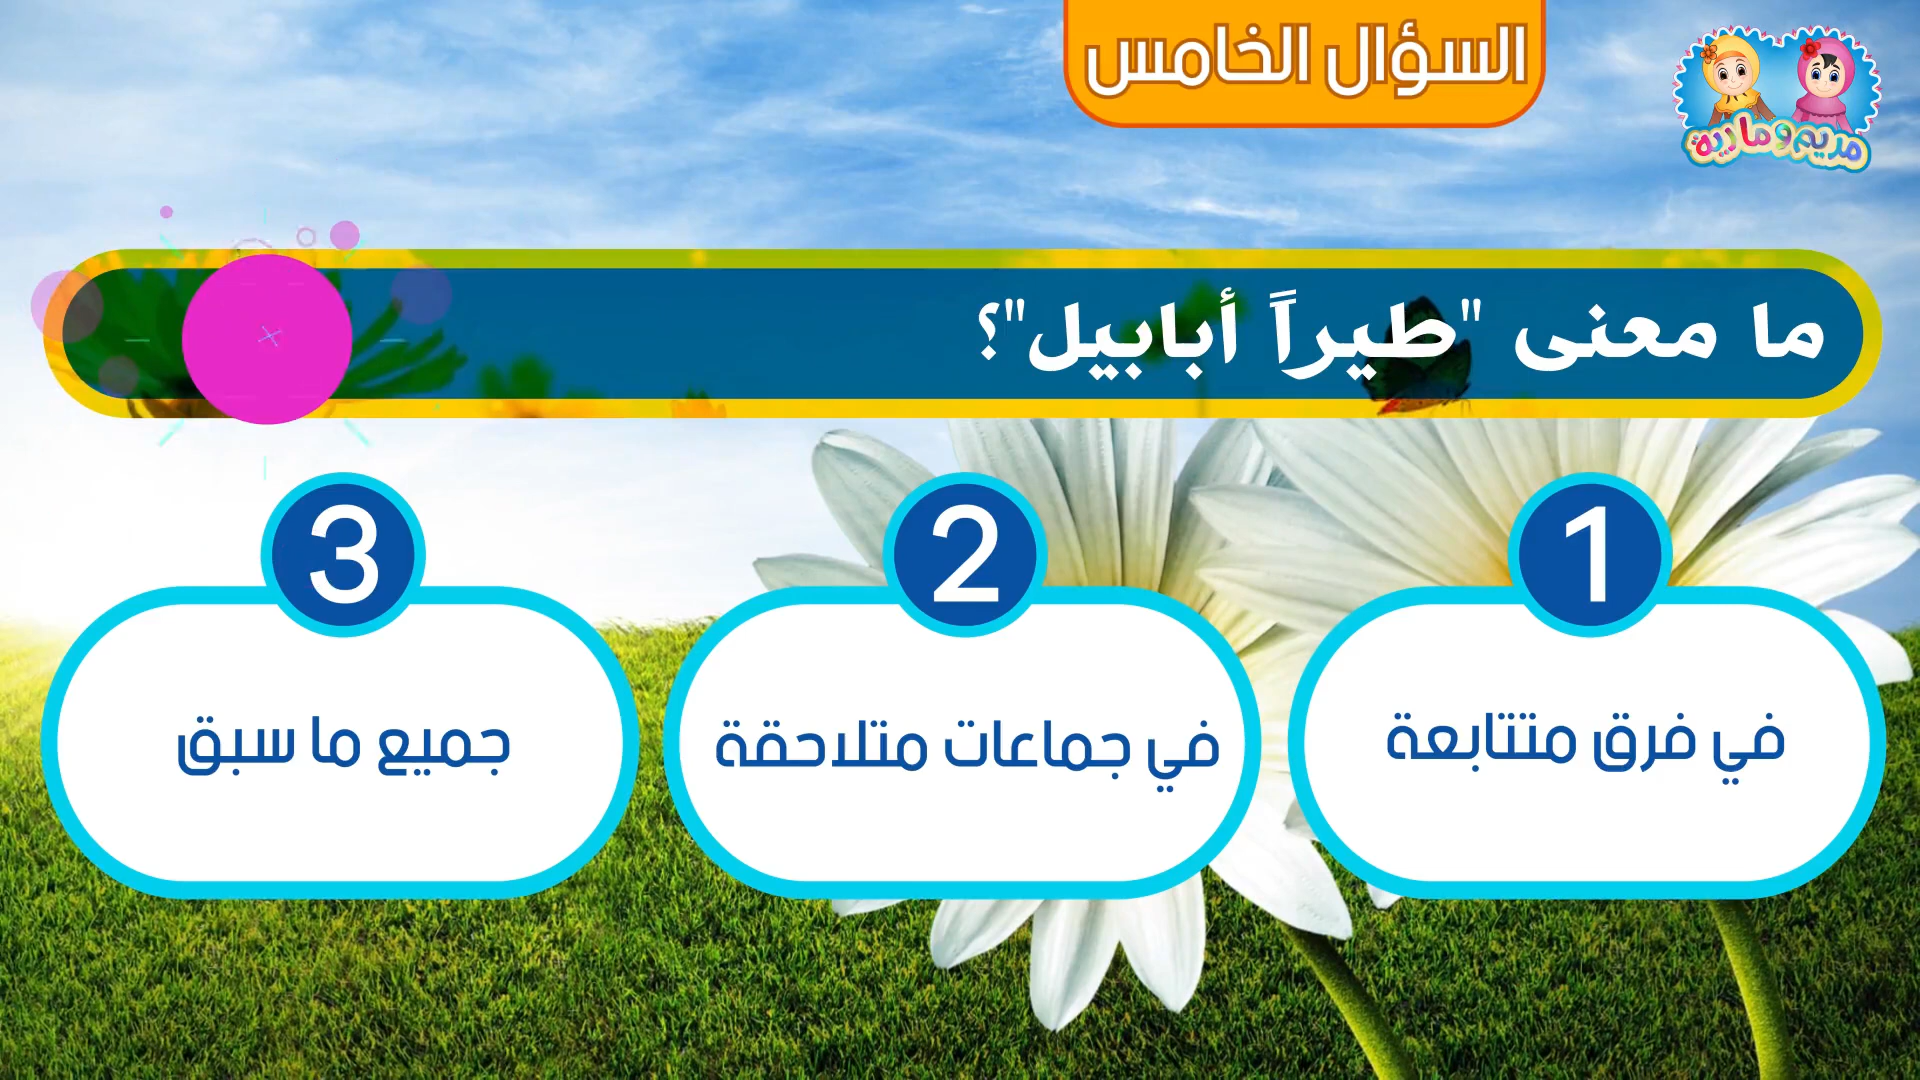 السؤال الخامس
مريم ومارية
ما معنى "طيراً أبابيل"؟
1
في فرق متتابعة
2
في جماعات متلاحقة
3
جميع ما سبق